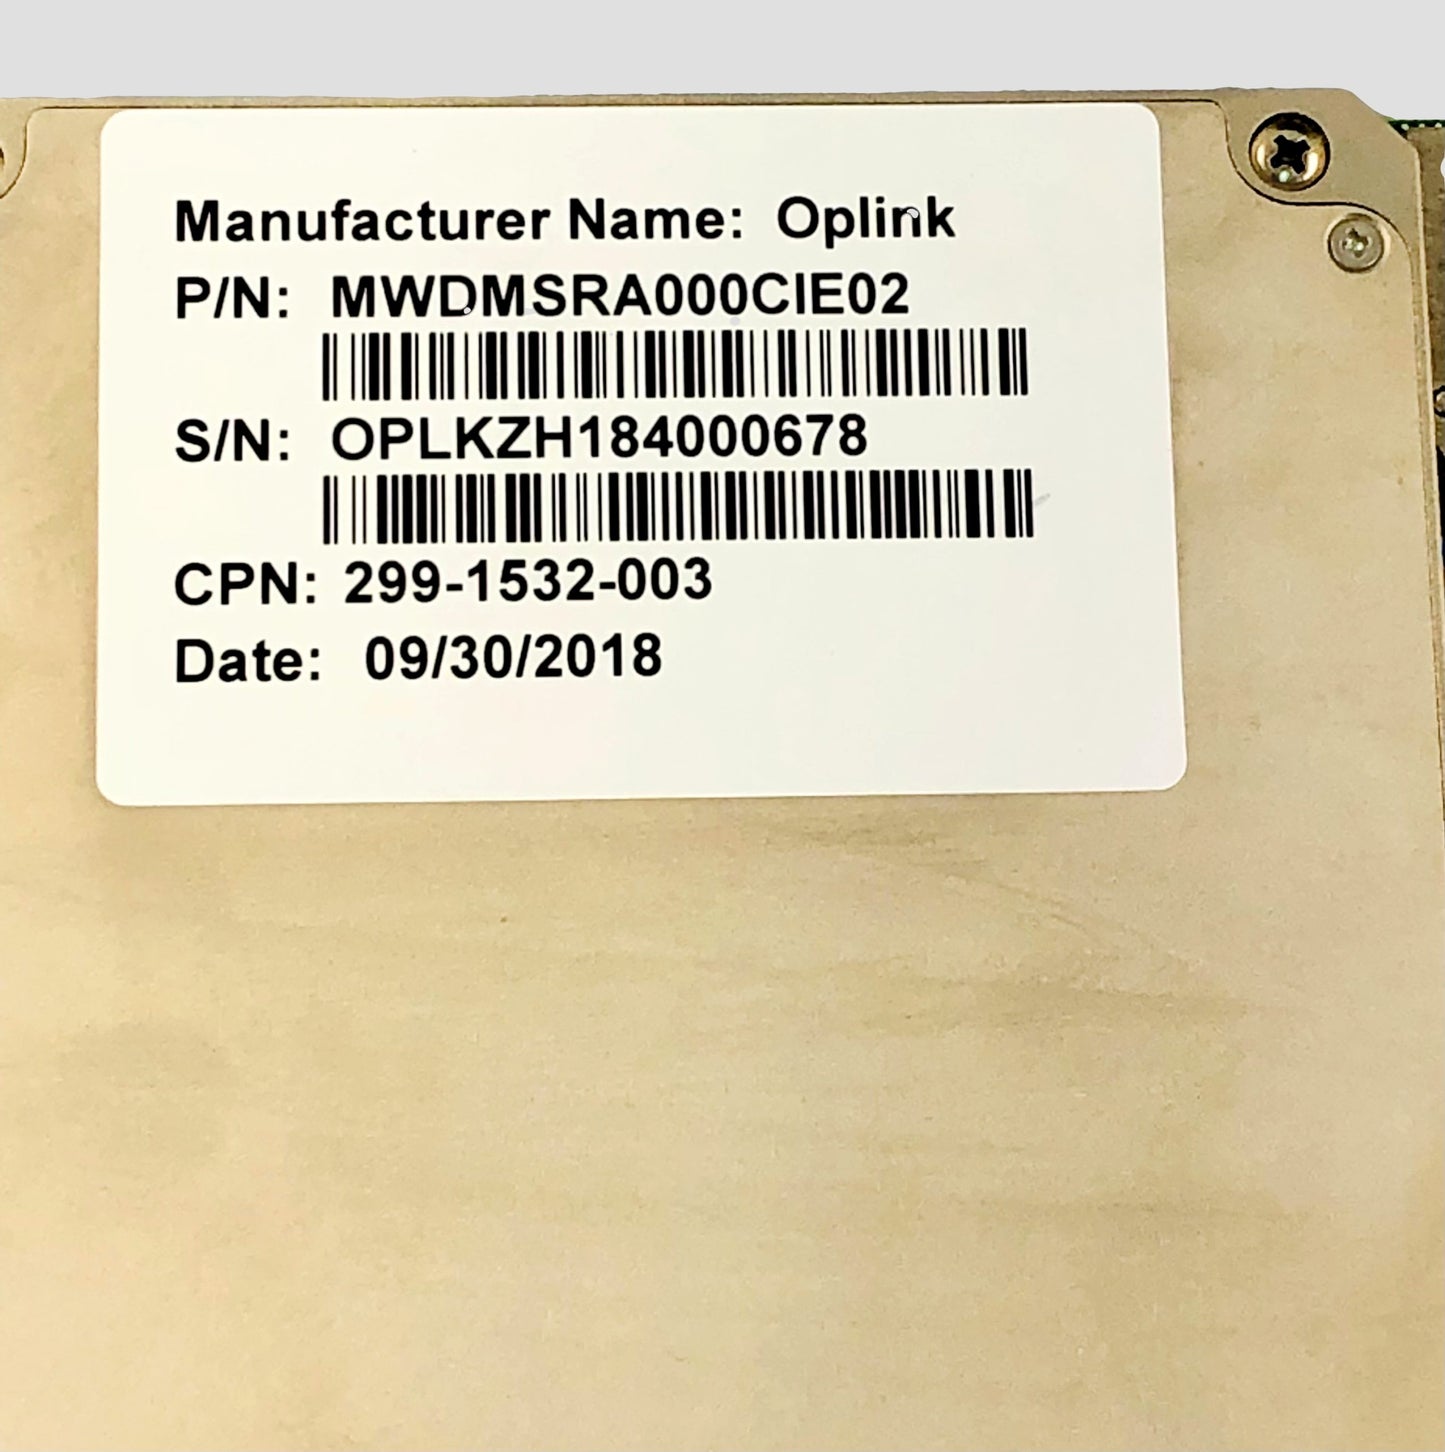 Manufacturer Name: Oplink
P/N: MWDMSRA000CIE02
S/N: OPLKZH184000678
CPN: 299-1532-003
Date: 09/30/2018